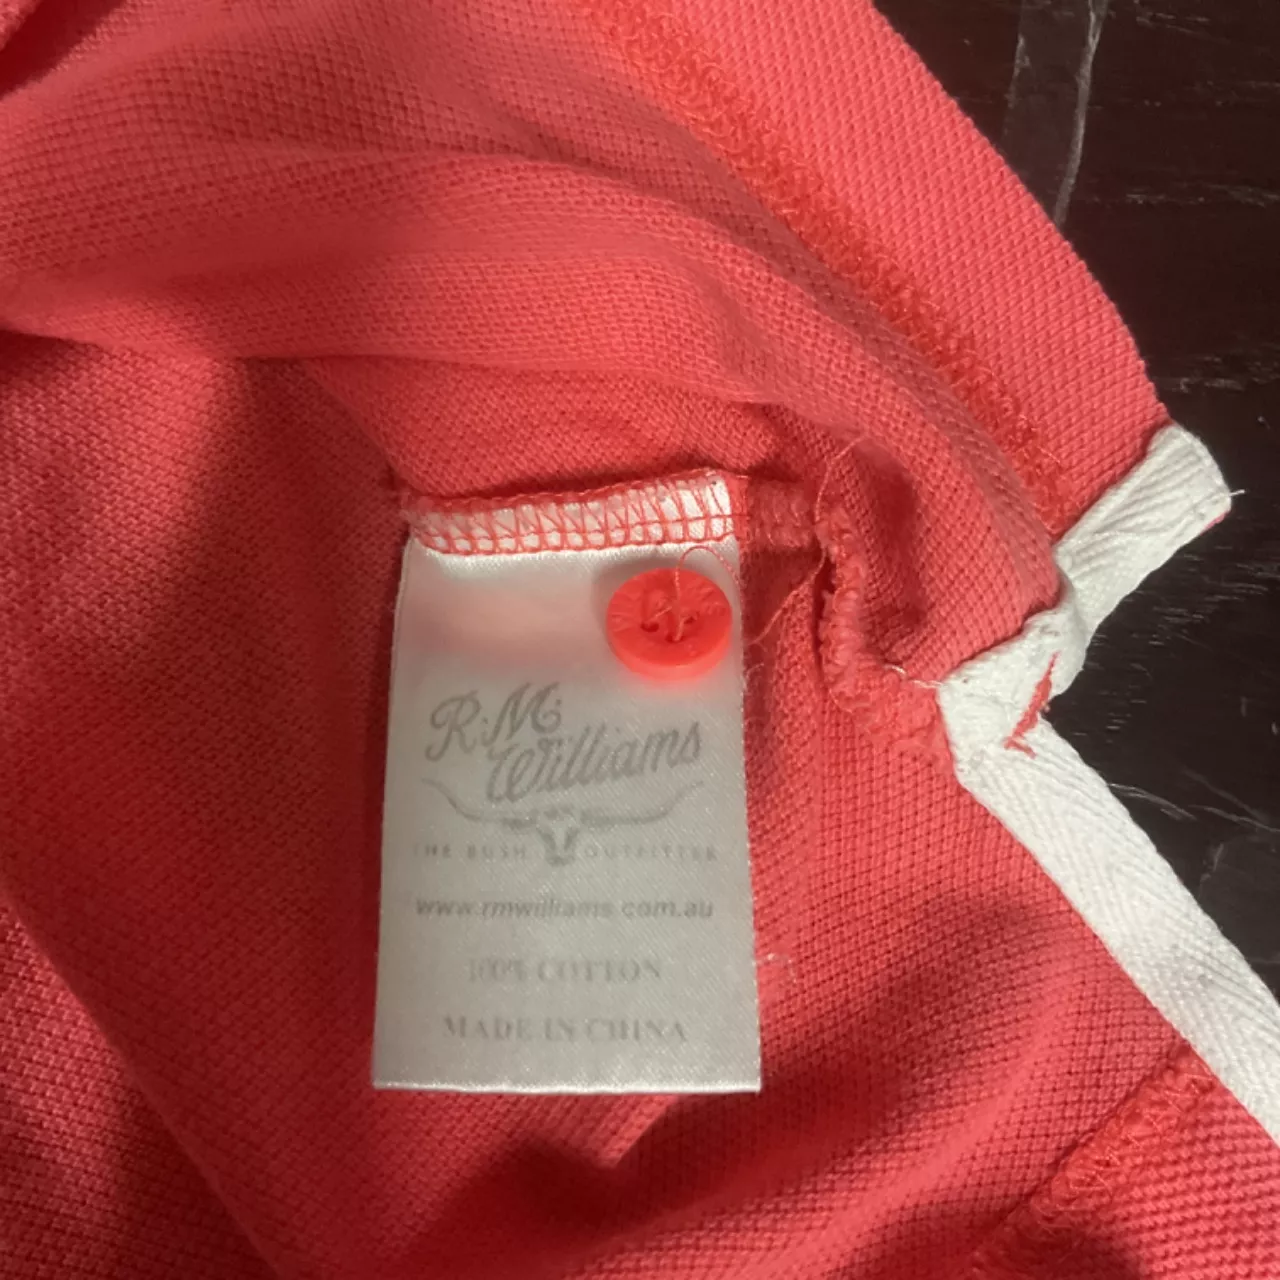 R.M.
Williams
THE BUSH OUTFITTER
www.rmwilliams.com.au
100% COTTON
MADE IN CHINA